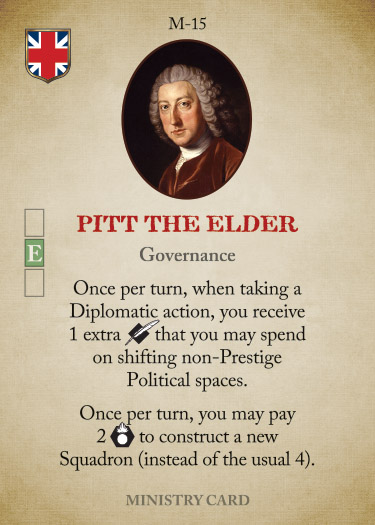 M-15
PITT THE ELDER
E
Governance
Once per turn, when taking a
Diplomatic action, you receive
1 extra that you may spend
on shifting non-Prestige
Political spaces.
Once per turn, you may pay
2 to construct a new
Squadron (instead of the usual 4).
MINISTRY CARD